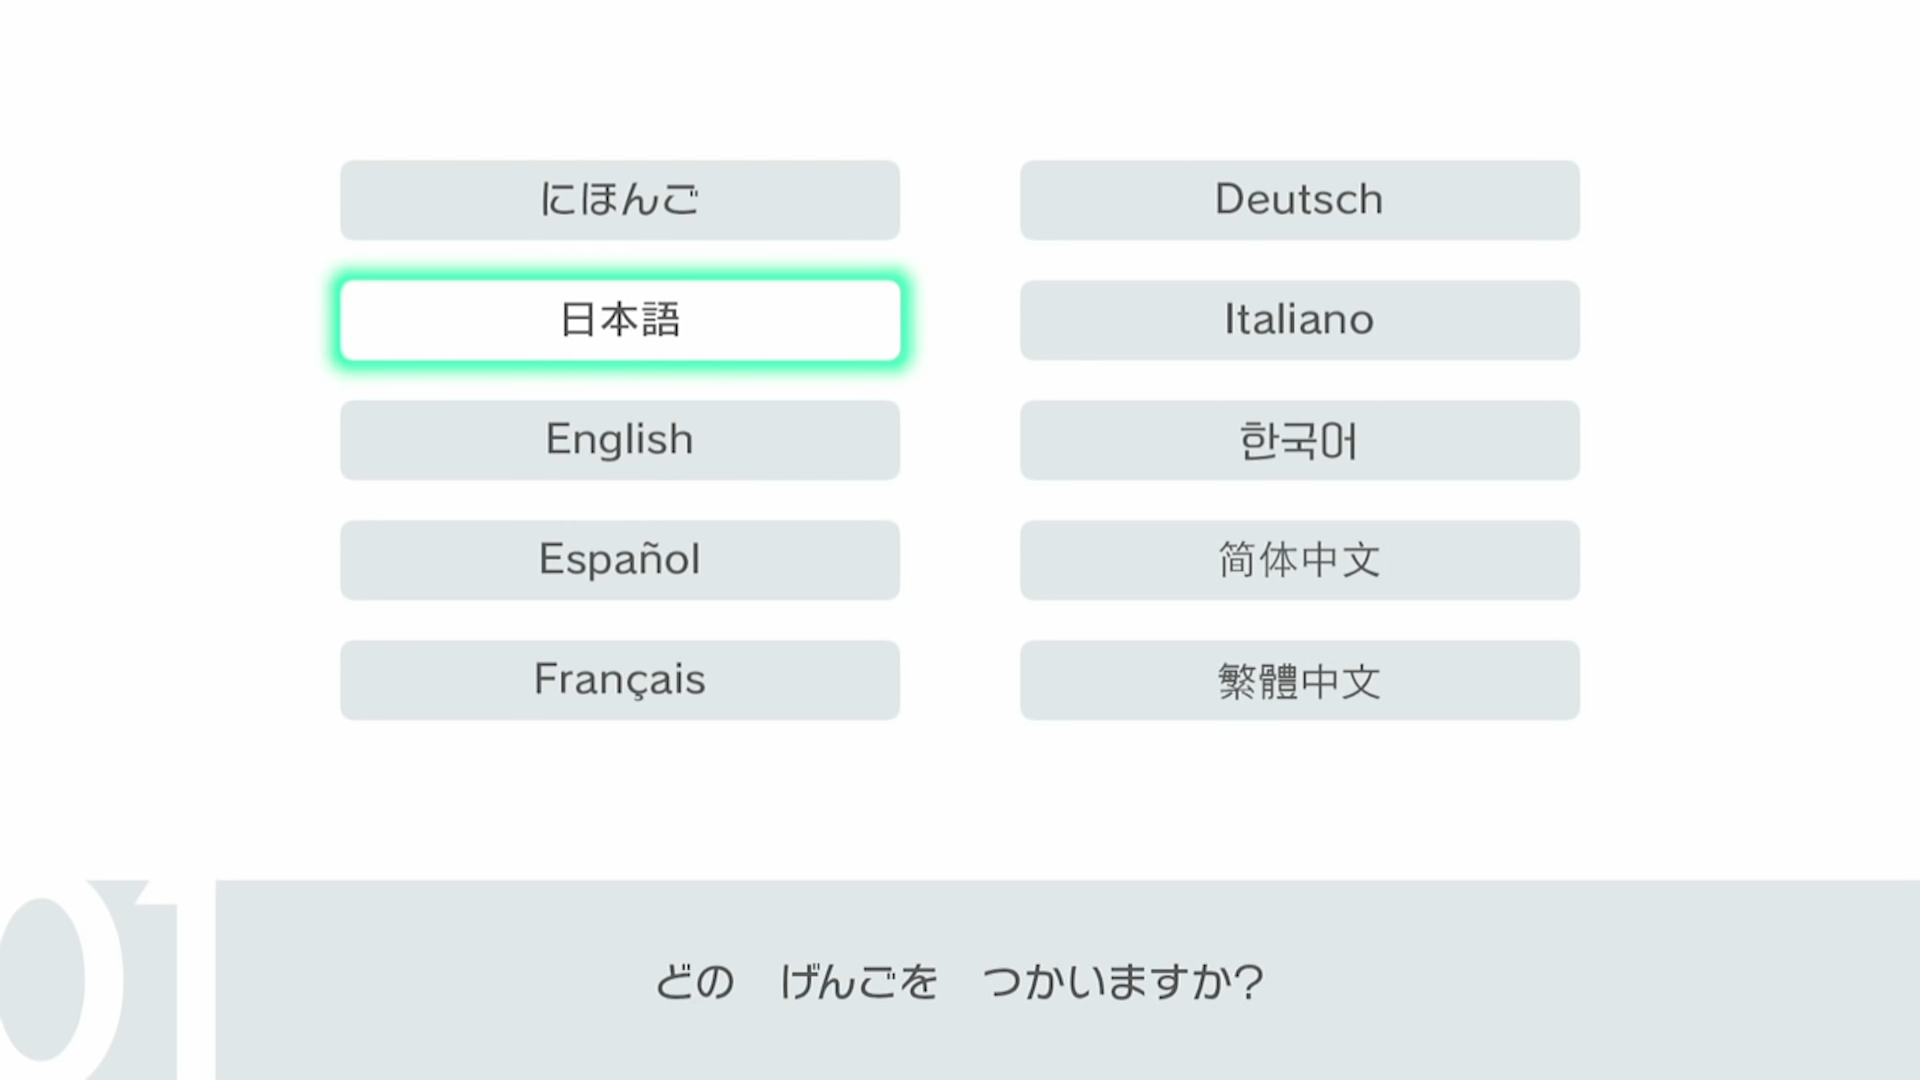 にほんご
日本語
English
Español
Français
Deutsch
Italiano
한국어
简体中文
繁體中文
01
どの　げんごを　つかいますか?